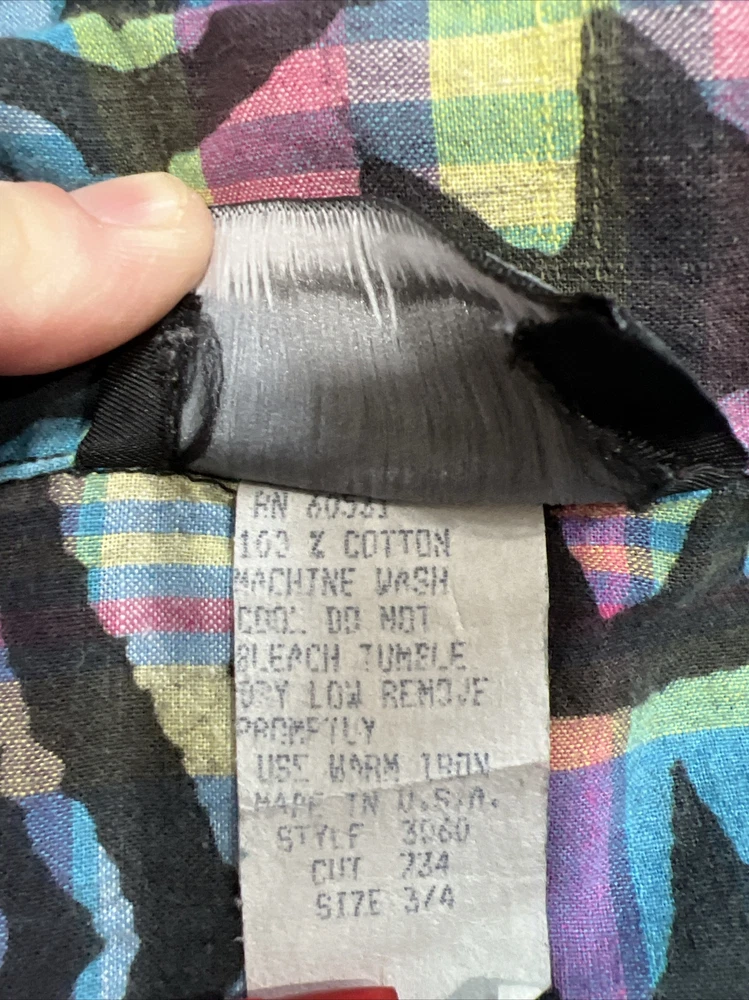 RN 60531
100 % COTTON
MACHINE WASH
COOL DO NOT
BLEACH TUMBLE
DRY LOW REMOVE
PROMPTLY
USE WARM IRON
MADE IN U.S.A.
STYLE 3060
CUT 734
SIZE 3/4